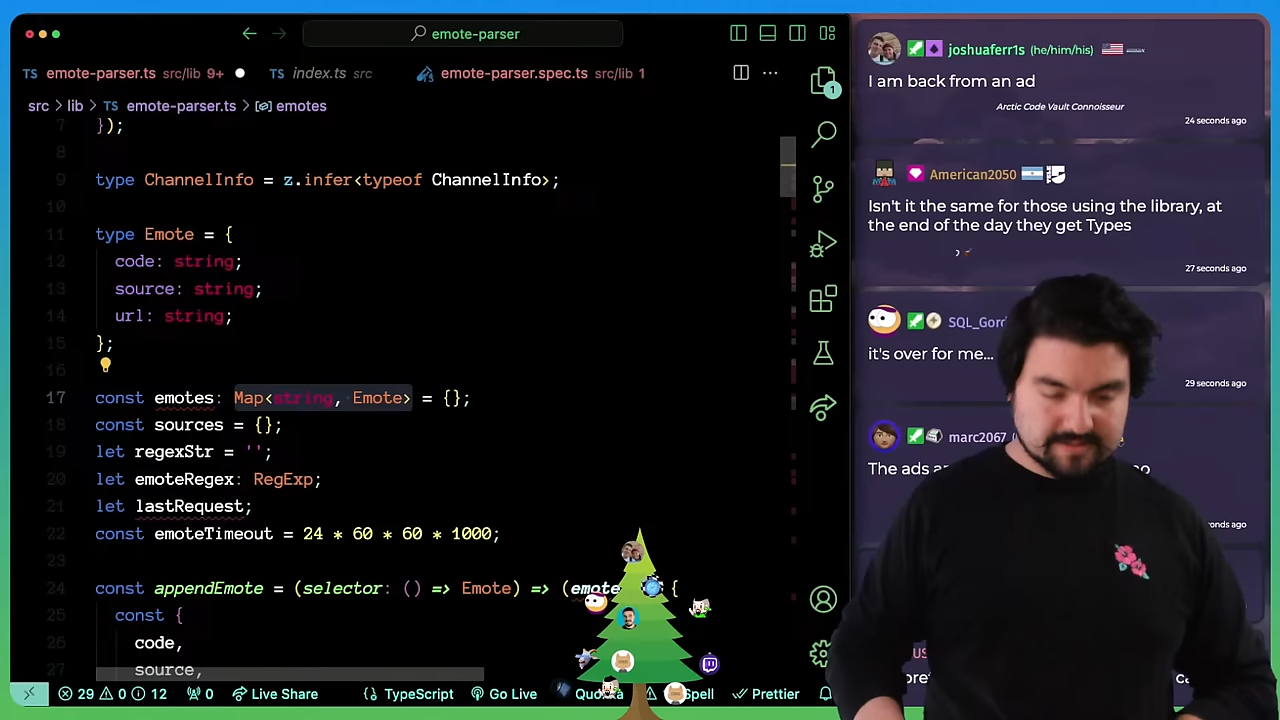 emote-parser
TS emote-parser.ts src/lib 9+
TS index.ts src
emote-parser.spec.ts src/lib 1
src > lib > TS emote-parser.ts > emotes
7 });
8
9 type ChannelInfo = z.infer<typeof ChannelInfo>;
10
11 type Emote = {
12 code: string;
13 source: string;
14 url: string;
15 };
16
17 const emotes: Map<string, Emote> = {};
18 const sources = {};
19 let regexStr = '';
20 let emoteRegex: RegExp;
21 let lastRequest;
22 const emoteTimeout = 24 * 60 * 60 * 1000;
23
24 const appendEmote = (selector: () => Emote) => (emote {
25 const {
26 code,
27 source,
1
29 0 12 0 Live Share TypeScript Go Live Spell Prettier
joshuaferr1s (he/him/his)
I am back from an ad
Arctic Code Vault Connoisseur
24 seconds ago
American2050
Isn't it the same for those using the library, at
the end of the day they get Types
27 seconds ago
it's over for me...
29 seconds ago
marc2067
The ads